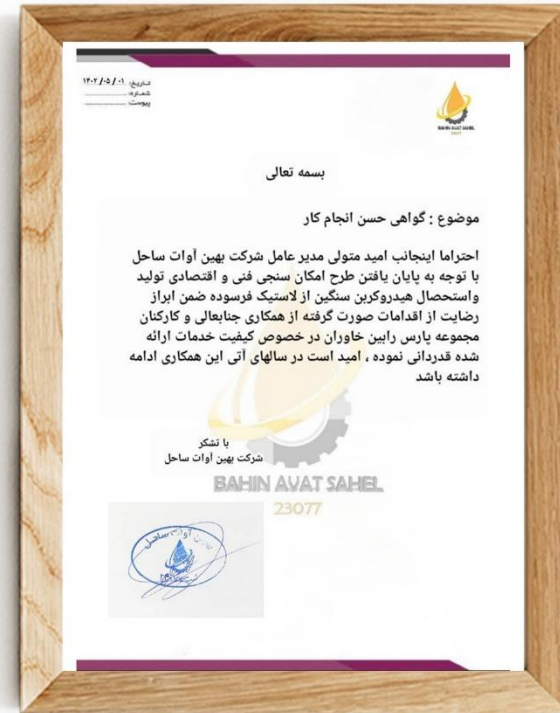 تاریخ: ۱۴۰۲/۰۵/۰۱
شماره:
پیوست:
BAHIN AVAT SAHEL
23077
بسمه تعالی
موضوع : گواهی حسن انجام کار
احتراما اینجانب امید متولی مدیر عامل شرکت بهین آوات ساحل
با توجه به پایان یافتن طرح امکان سنجی فنی و اقتصادی تولید
واستحصال هیدروکربن سنگین از لاستیک فرسوده ضمن ابراز
رضایت از اقدامات صورت گرفته از همکاری جنابعالی و کارکنان
مجموعه پارس رابین خاوران در خصوص کیفیت خدمات ارائه
شده قدردانی نموده ، امید است در سالهای آتی این همکاری ادامه
داشته باشد
با تشکر
شرکت بهین آوات ساحل
BAHIN AVAT SAHEL
23077
بهین آوات ساحل